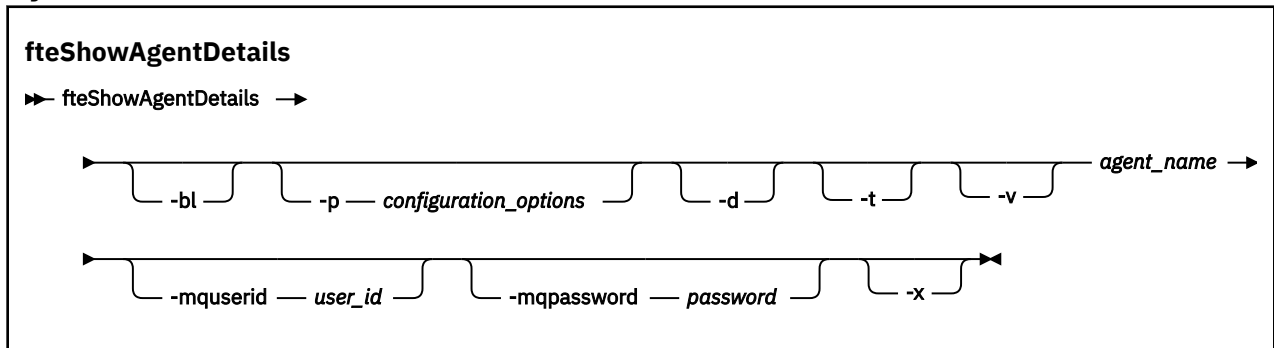 fteShowAgentDetails
fteShowAgentDetails
-bl -p configuration_options -d -t -v agent_name
-mquserid user_id -mqpassword password -x